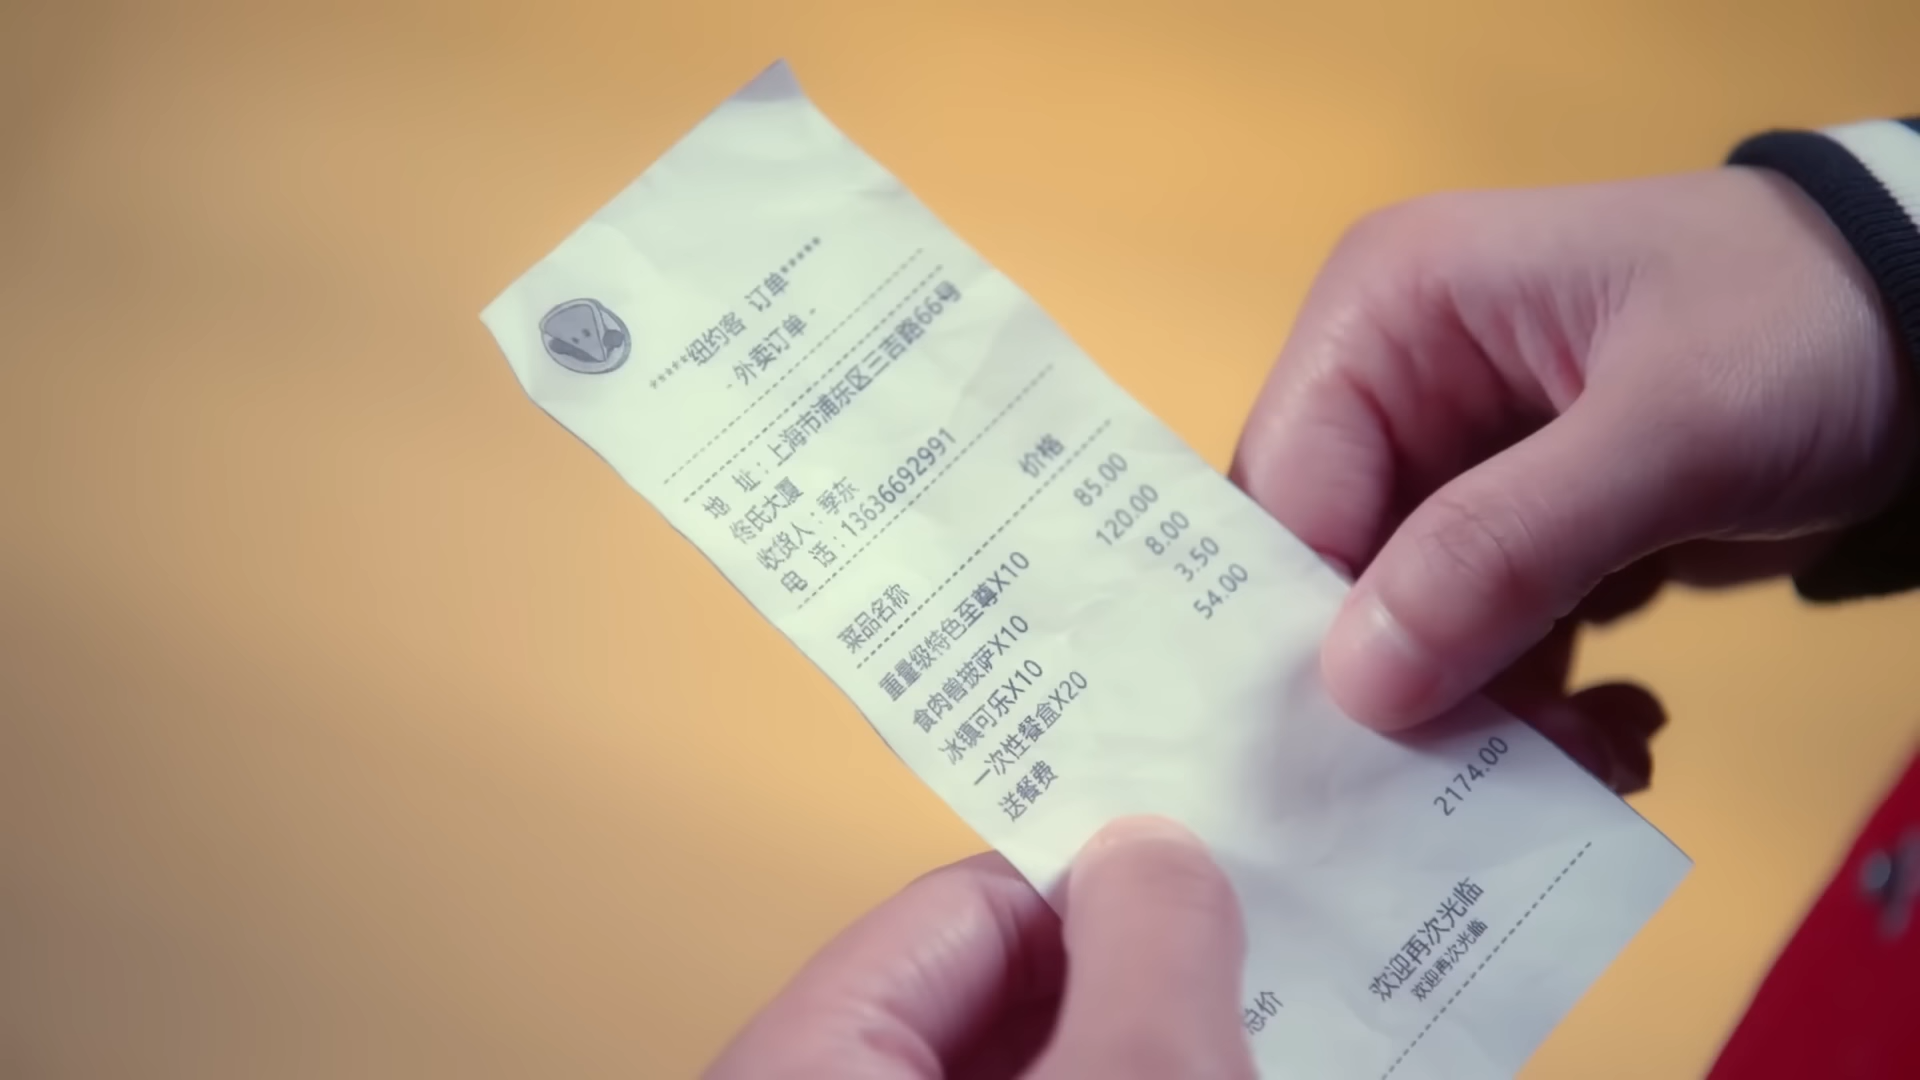 *****纽约客 订单*****
- 外卖订单 -
地 址：上海市浦东区三吉路66号
佟氏大厦
收货人：季东
电 话：13636692991
菜品名称 价格
重量级特色至尊X10 85.00
食肉兽披萨X10 120.00
冰镇可乐X10 8.00
一次性餐盒X20 3.50
送餐费 54.00
总价 2174.00
欢迎再次光临
欢迎再次光临